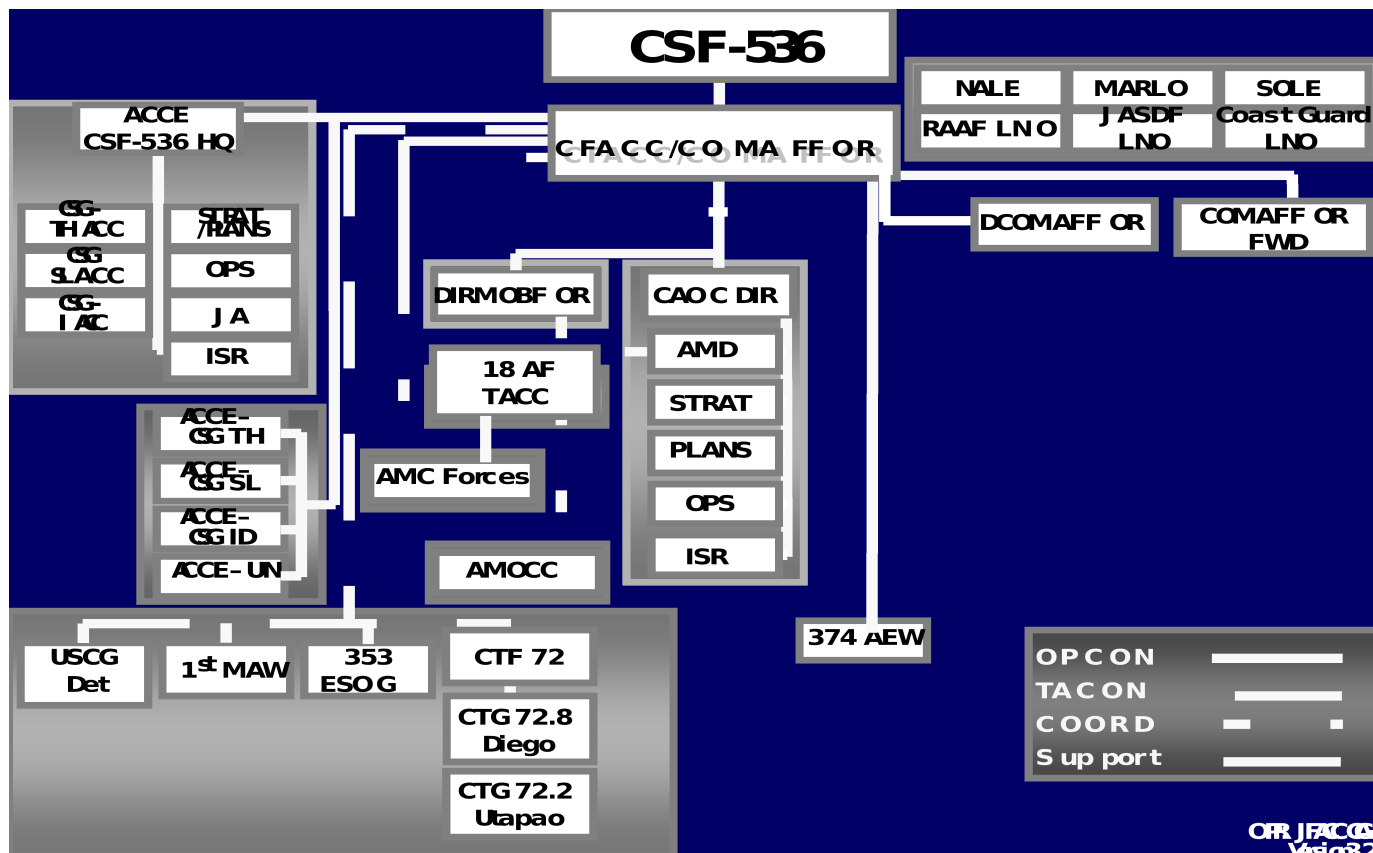 CSF-536
NALE
MARLO
SOLE
RAAF LNO
JASDF
LNO
Coast Guard
LNO
ACCE
CSF-536 HQ
CFACC/COMAFFOR
CSG-
TH ACC
CSG
SL ACC
CSG-
I ACC
STRAT
/PLANS
OPS
JA
ISR
DCOMAFFOR
COMAFFOR
FWD
DIRMOBFOR
18 AF
TACC
AMC Forces
AMOCC
CAOC DIR
AMD
STRAT
PLANS
OPS
ISR
ACCE-
CSG TH
ACCE-
CSG SL
ACCE-
CSG ID
ACCE-UN
USCG
Det
1st MAW
353
ESOG
CTF 72
CTG 72.8
Diego
CTG 72.2
Utapao
374 AEW
OPCON
TACON
COORD
Support
OPR